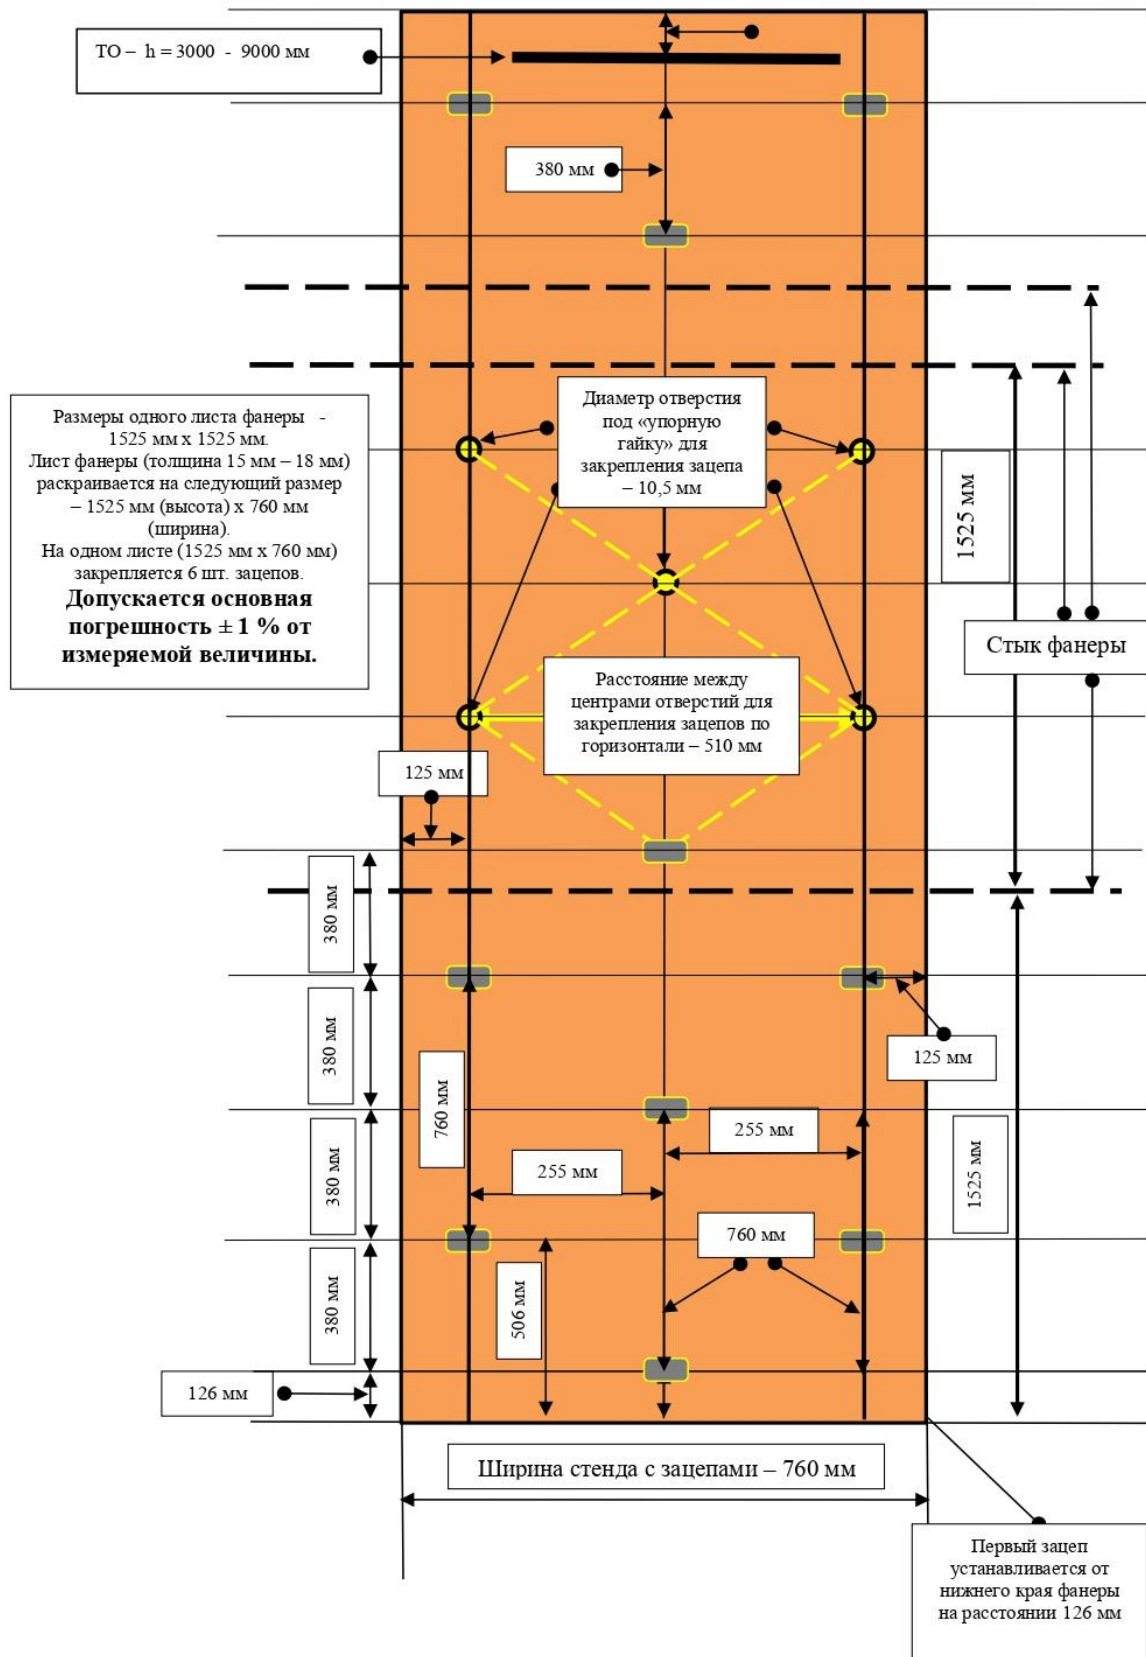 ТО – h = 3000 - 9000 мм
380 мм
Диаметр отверстия
под «упорную
гайку» для
закрепления зацепа
– 10,5 мм
Размеры одного листа фанеры -
1525 мм х 1525 мм.
Лист фанеры (толщина 15 мм – 18 мм)
раскраивается на следующий размер
– 1525 мм (высота) х 760 мм
(ширина).
На одном листе (1525 мм х 760 мм)
закрепляется 6 шт. зацепов.
Допускается основная
погрешность ± 1 % от
измеряемой величины.
1525 мм
Стык фанеры
Расстояние между
центрами отверстий для
закрепления зацепов по
горизонтали – 510 мм
125 мм
380 мм
380 мм
125 мм
760 мм
255 мм
380 мм
255 мм
1525 мм
760 мм
506 мм
380 мм
126 мм
Ширина стенда с зацепами – 760 мм
Первый зацеп
устанавливается от
нижнего края фанеры
на расстоянии 126 мм